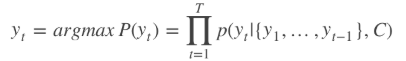 y_t = argmax P(y_t) = ∏_{t=1}^{T} p(y_t|{y_1, … , y_{t−1}}, C)